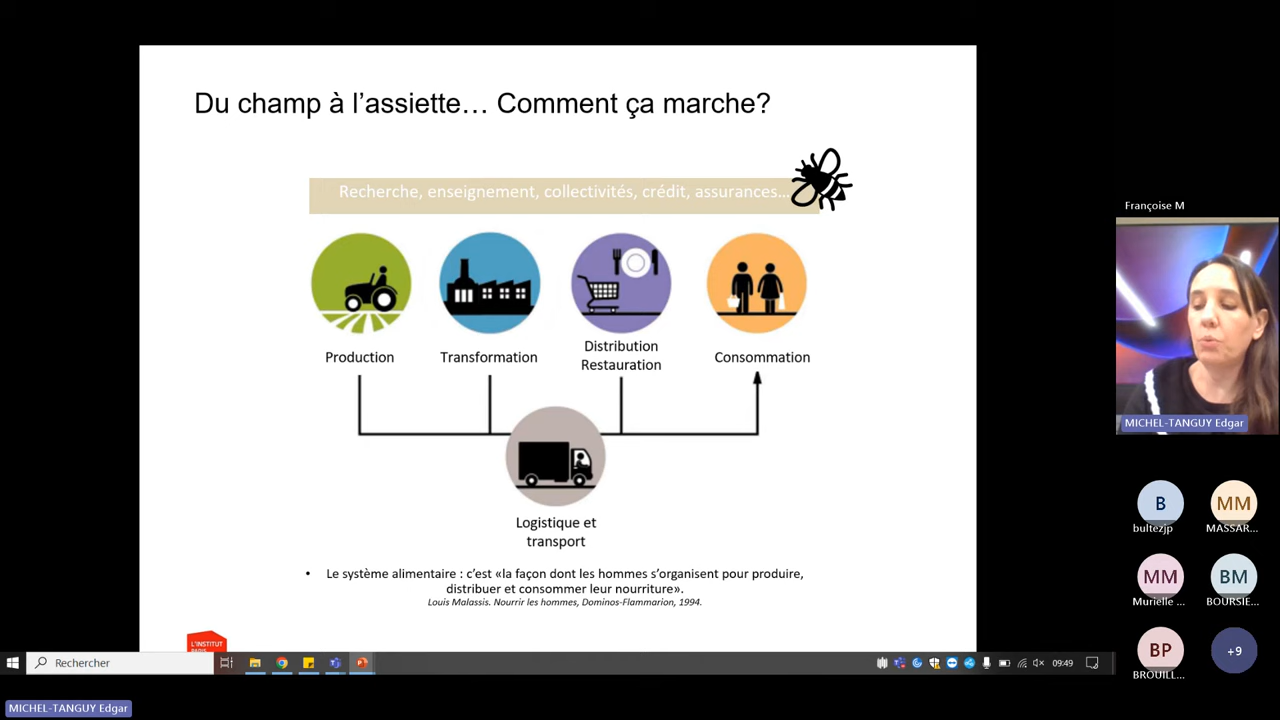 Du champ à l’assiette… Comment ça marche?
Recherche, enseignement, collectivités, crédit, assurances…
Production
Transformation
Distribution
Restauration
Consommation
Logistique et
transport
• Le système alimentaire : c’est «la façon dont les hommes s’organisent pour produire,
distribuer et consommer leur nourriture».
Louis Malassis. Nourrir les hommes, Dominos-Flammarion, 1994.
L’INSTITUT
PARIS
Rechercher
09:49
Françoise M
MICHEL-TANGUY Edgar
B
bultezjp
MM
MASSAR...
MM
Murielle ...
BM
BOURSIE...
BP
BROUILL...
+9
MICHEL-TANGUY Edgar